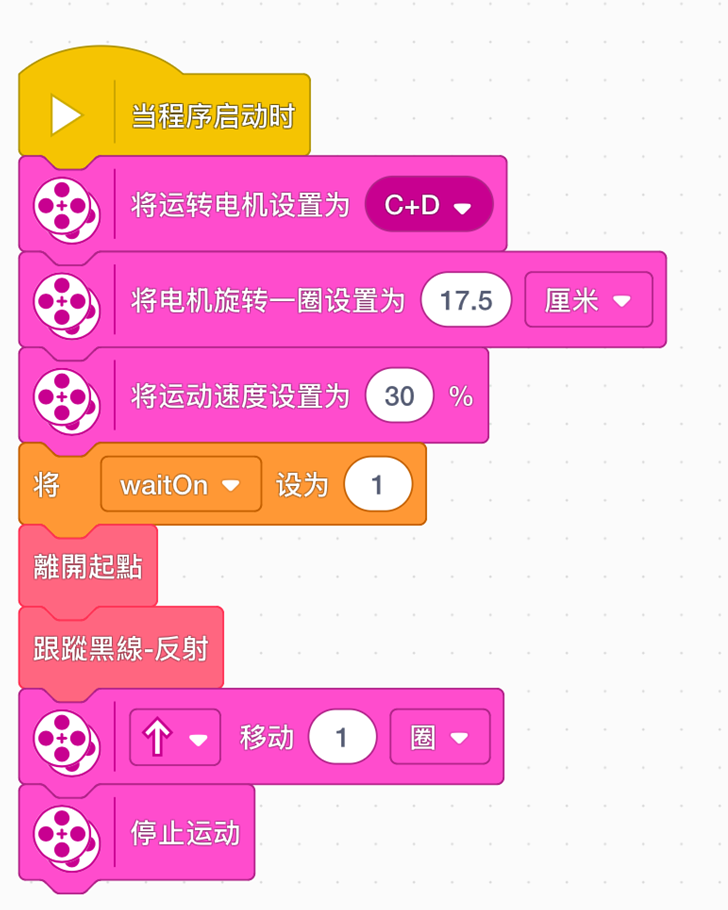 当程序启动时
将运转电机设置为 C+D
将电机旋转一圈设置为 17.5 厘米
将运动速度设置为 30 %
将 waitOn 设为 1
離開起點
跟蹤黑線-反射
移动 1 圈
停止运动